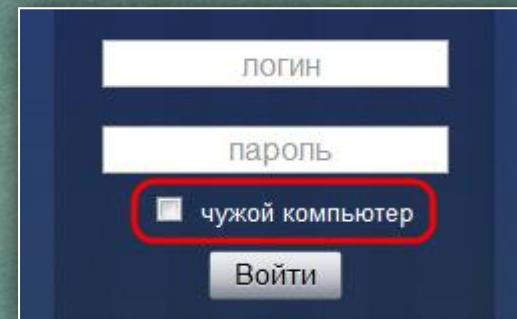 логин
пароль
чужой компьютер
Войти